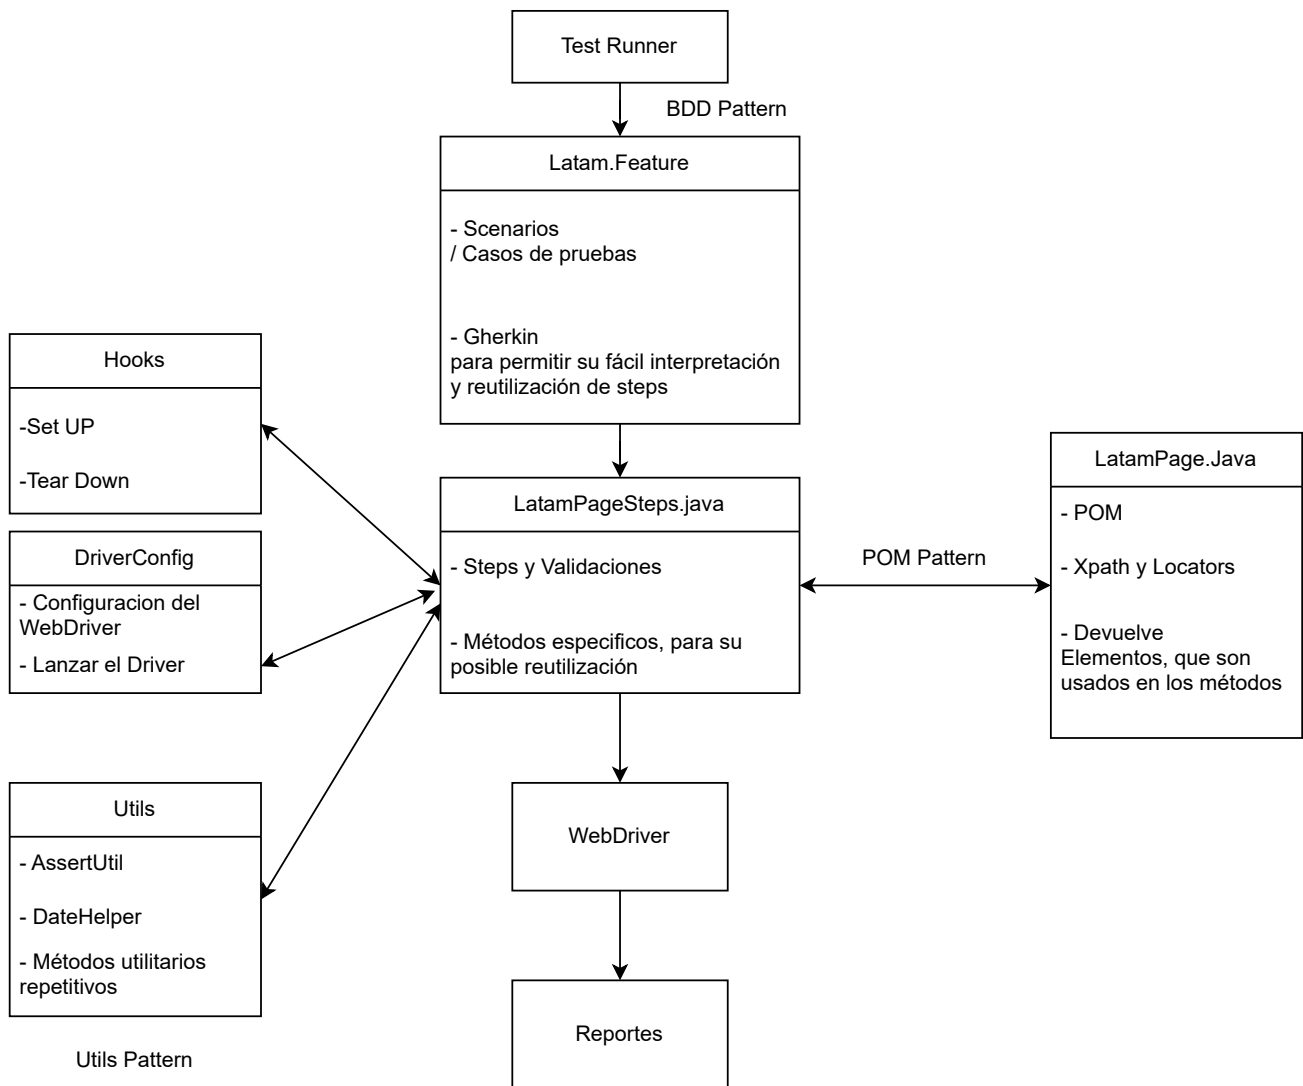 Test Runner
BDD Pattern
Latam.Feature
- Scenarios
/ Casos de pruebas
- Gherkin
para permitir su fácil interpretación
y reutilización de steps
Hooks
-Set UP
-Tear Down
DriverConfig
- Configuracion del
WebDriver
- Lanzar el Driver
LatamPageSteps.java
- Steps y Validaciones
- Métodos especificos, para su
posible reutilización
POM Pattern
LatamPage.Java
- POM
- Xpath y Locators
- Devuelve
Elementos, que son
usados en los métodos
Utils
- AssertUtil
- DateHelper
- Métodos utilitarios
repetitivos
Utils Pattern
WebDriver
Reportes